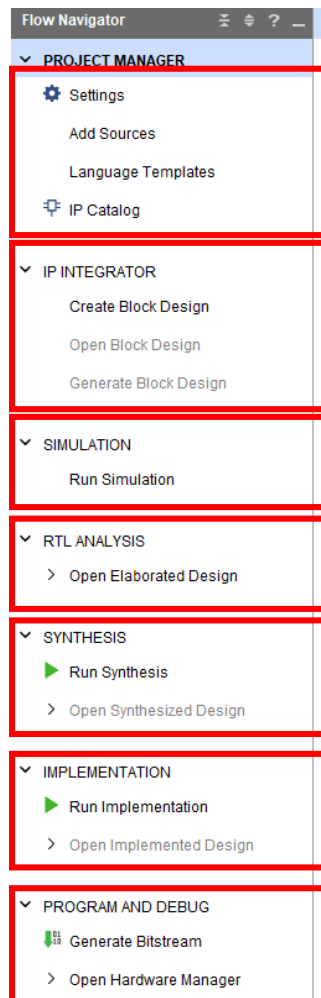 Flow Navigator ?
PROJECT MANAGER
Settings
Add Sources
Language Templates
IP Catalog
IP INTEGRATOR
Create Block Design
Open Block Design
Generate Block Design
SIMULATION
Run Simulation
RTL ANALYSIS
Open Elaborated Design
SYNTHESIS
Run Synthesis
Open Synthesized Design
IMPLEMENTATION
Run Implementation
Open Implemented Design
PROGRAM AND DEBUG
Generate Bitstream
Open Hardware Manager